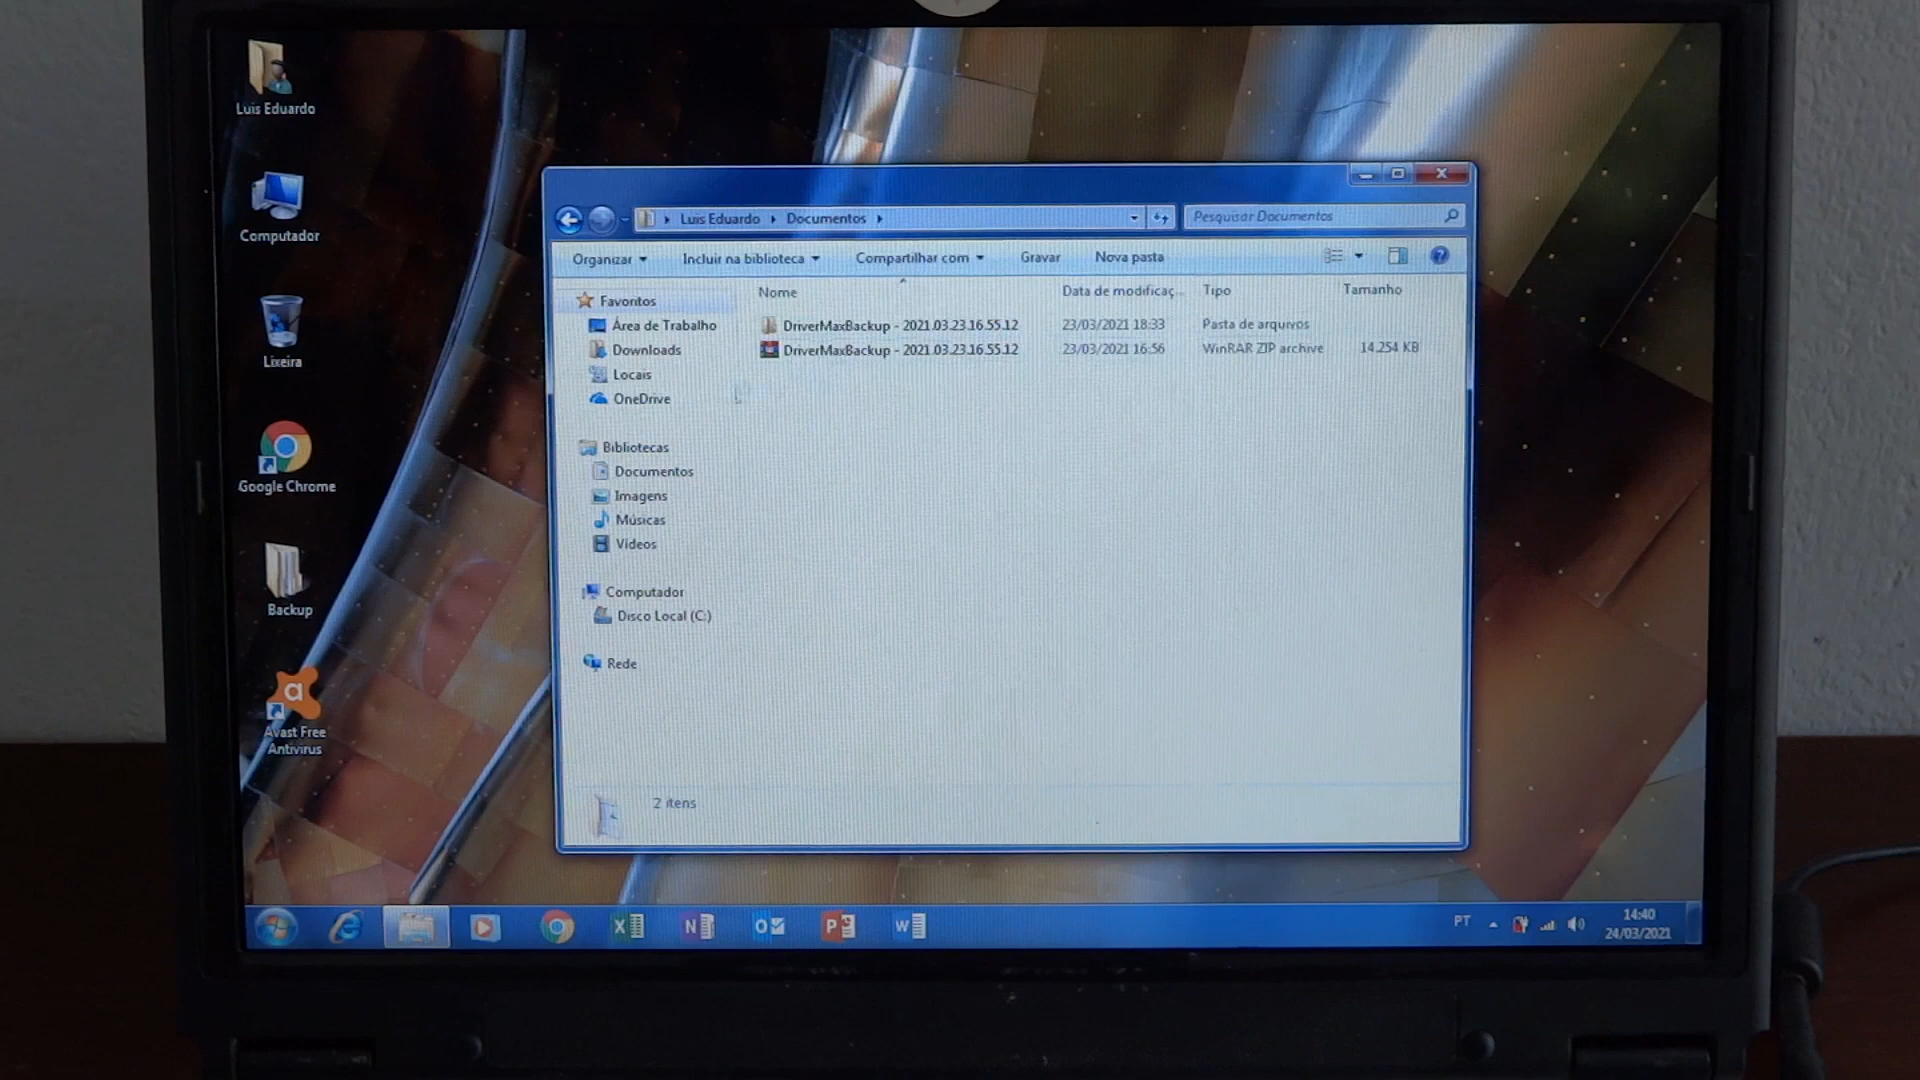 Luis Eduardo
Computador
Lixeira
Google Chrome
Backup
Avast Free
Antivirus
Luis Eduardo Documentos
Pesquisar Documentos
Organizar Incluir na biblioteca Compartilhar com Gravar Nova pasta
Favoritos
Área de Trabalho
Downloads
Locais
OneDrive
Bibliotecas
Documentos
Imagens
Músicas
Vídeos
Computador
Disco Local (C:)
Rede
Nome Data de modificaç... Tipo Tamanho
DriverMaxBackup - 2021.03.23.16.55.12 23/03/2021 18:33 Pasta de arquivos
DriverMaxBackup - 2021.03.23.16.55.12 23/03/2021 16:56 WinRAR ZIP archive 14.254 KB
2 itens
PT
14:40
24/03/2021